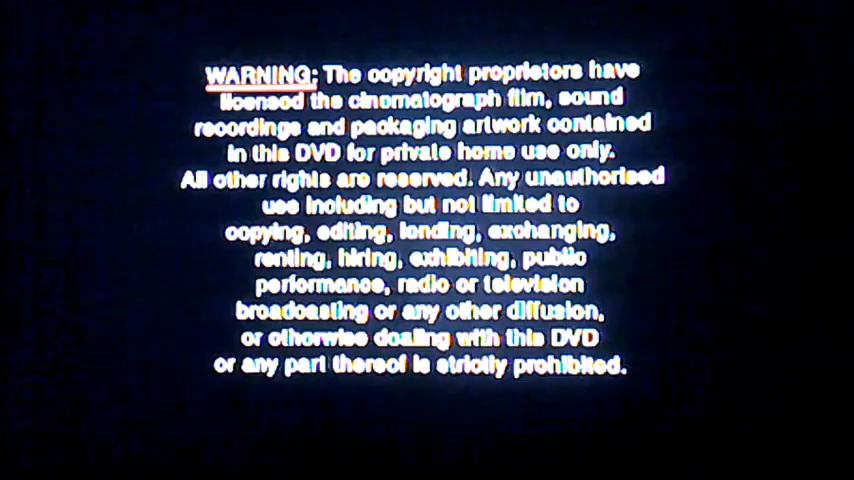 WARNING: The copyright proprietors have
licensed the cinematograph film, sound
recordings and packaging artwork contained
in this DVD for private home use only.
All other rights are reserved. Any unauthorised
use including but not limited to
copying, editing, lending, exchanging,
renting, hiring, exhibiting, public
performance, radio or television
broadcasting or any other diffusion,
or otherwise dealing with this DVD
or any part thereof is strictly prohibited.